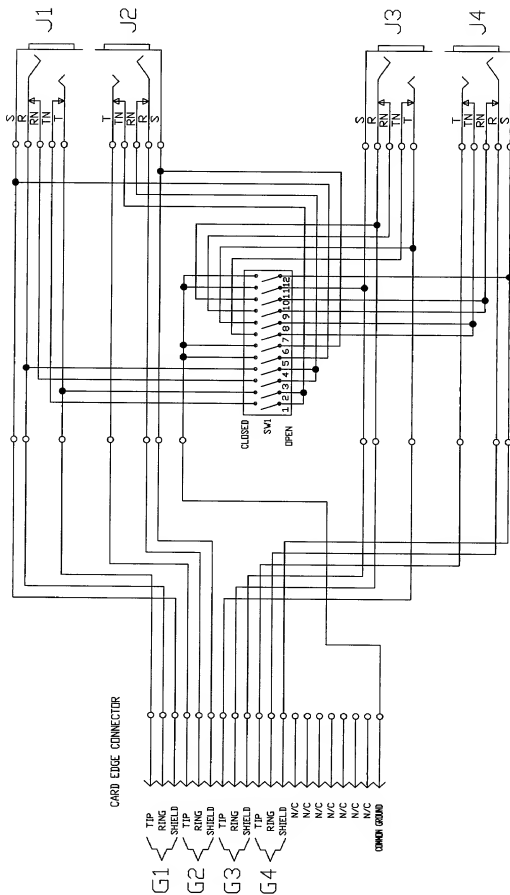 J1
S
R
RN
TN
T
J2
T
TN
RN
R
S
J3
S
R
RN
TN
T
J4
T
TN
RN
R
S
CLOSED
SW1
OPEN
1 2 3 4 5 6 7 8 9 10 11 12
CARD EDGE CONNECTOR
G1
TIP
RING
SHIELD
G2
TIP
RING
SHIELD
G3
TIP
RING
SHIELD
G4
TIP
RING
SHIELD
N/C
N/C
N/C
N/C
N/C
N/C
N/C
COMMON GROUND